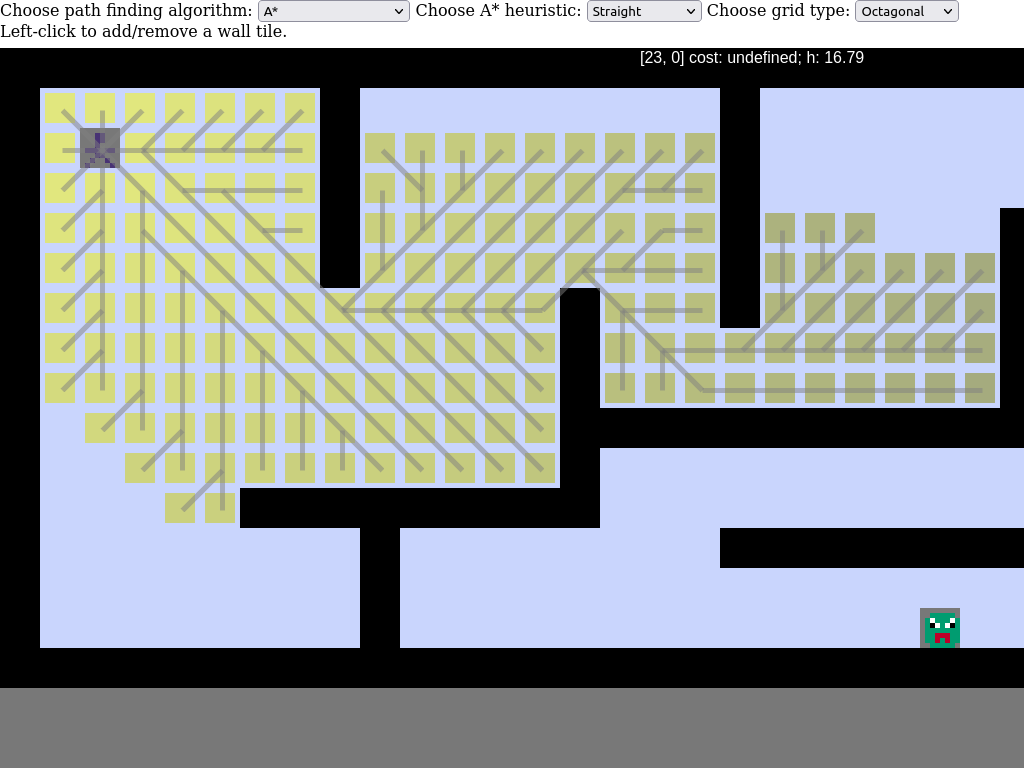 Choose path finding algorithm: A* Choose A* heuristic: Straight Choose grid type: Octagonal
Left-click to add/remove a wall tile.
[23, 0] cost: undefined; h: 16.79